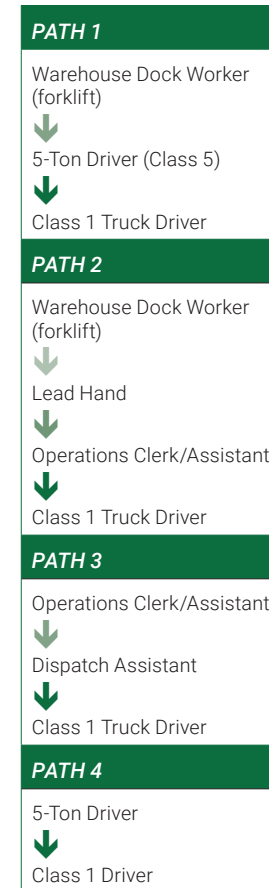 PATH 1
Warehouse Dock Worker
(forklift)
5-Ton Driver (Class 5)
Class 1 Truck Driver
PATH 2
Warehouse Dock Worker
(forklift)
Lead Hand
Operations Clerk/Assistant
Class 1 Truck Driver
PATH 3
Operations Clerk/Assistant
Dispatch Assistant
Class 1 Truck Driver
PATH 4
5-Ton Driver
Class 1 Driver